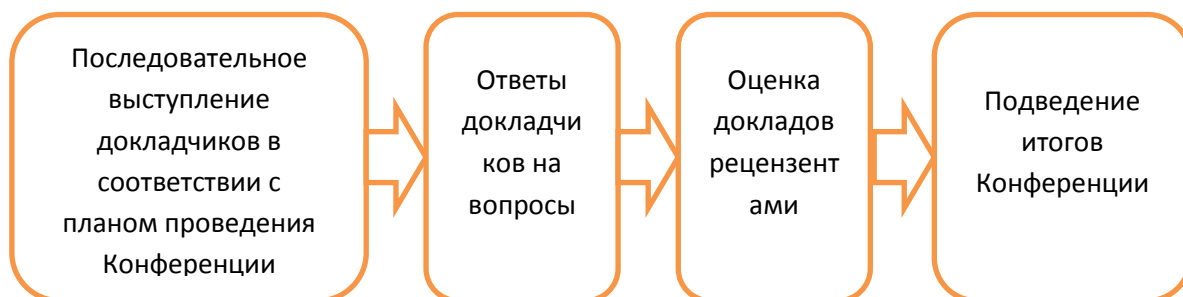 Последовательное
выступление
докладчиков в
соответствии с
планом проведения
Конференции
Ответы
докладчи
ков на
вопросы
Оценка
докладов
рецензент
ами
Подведение
итогов
Конференции